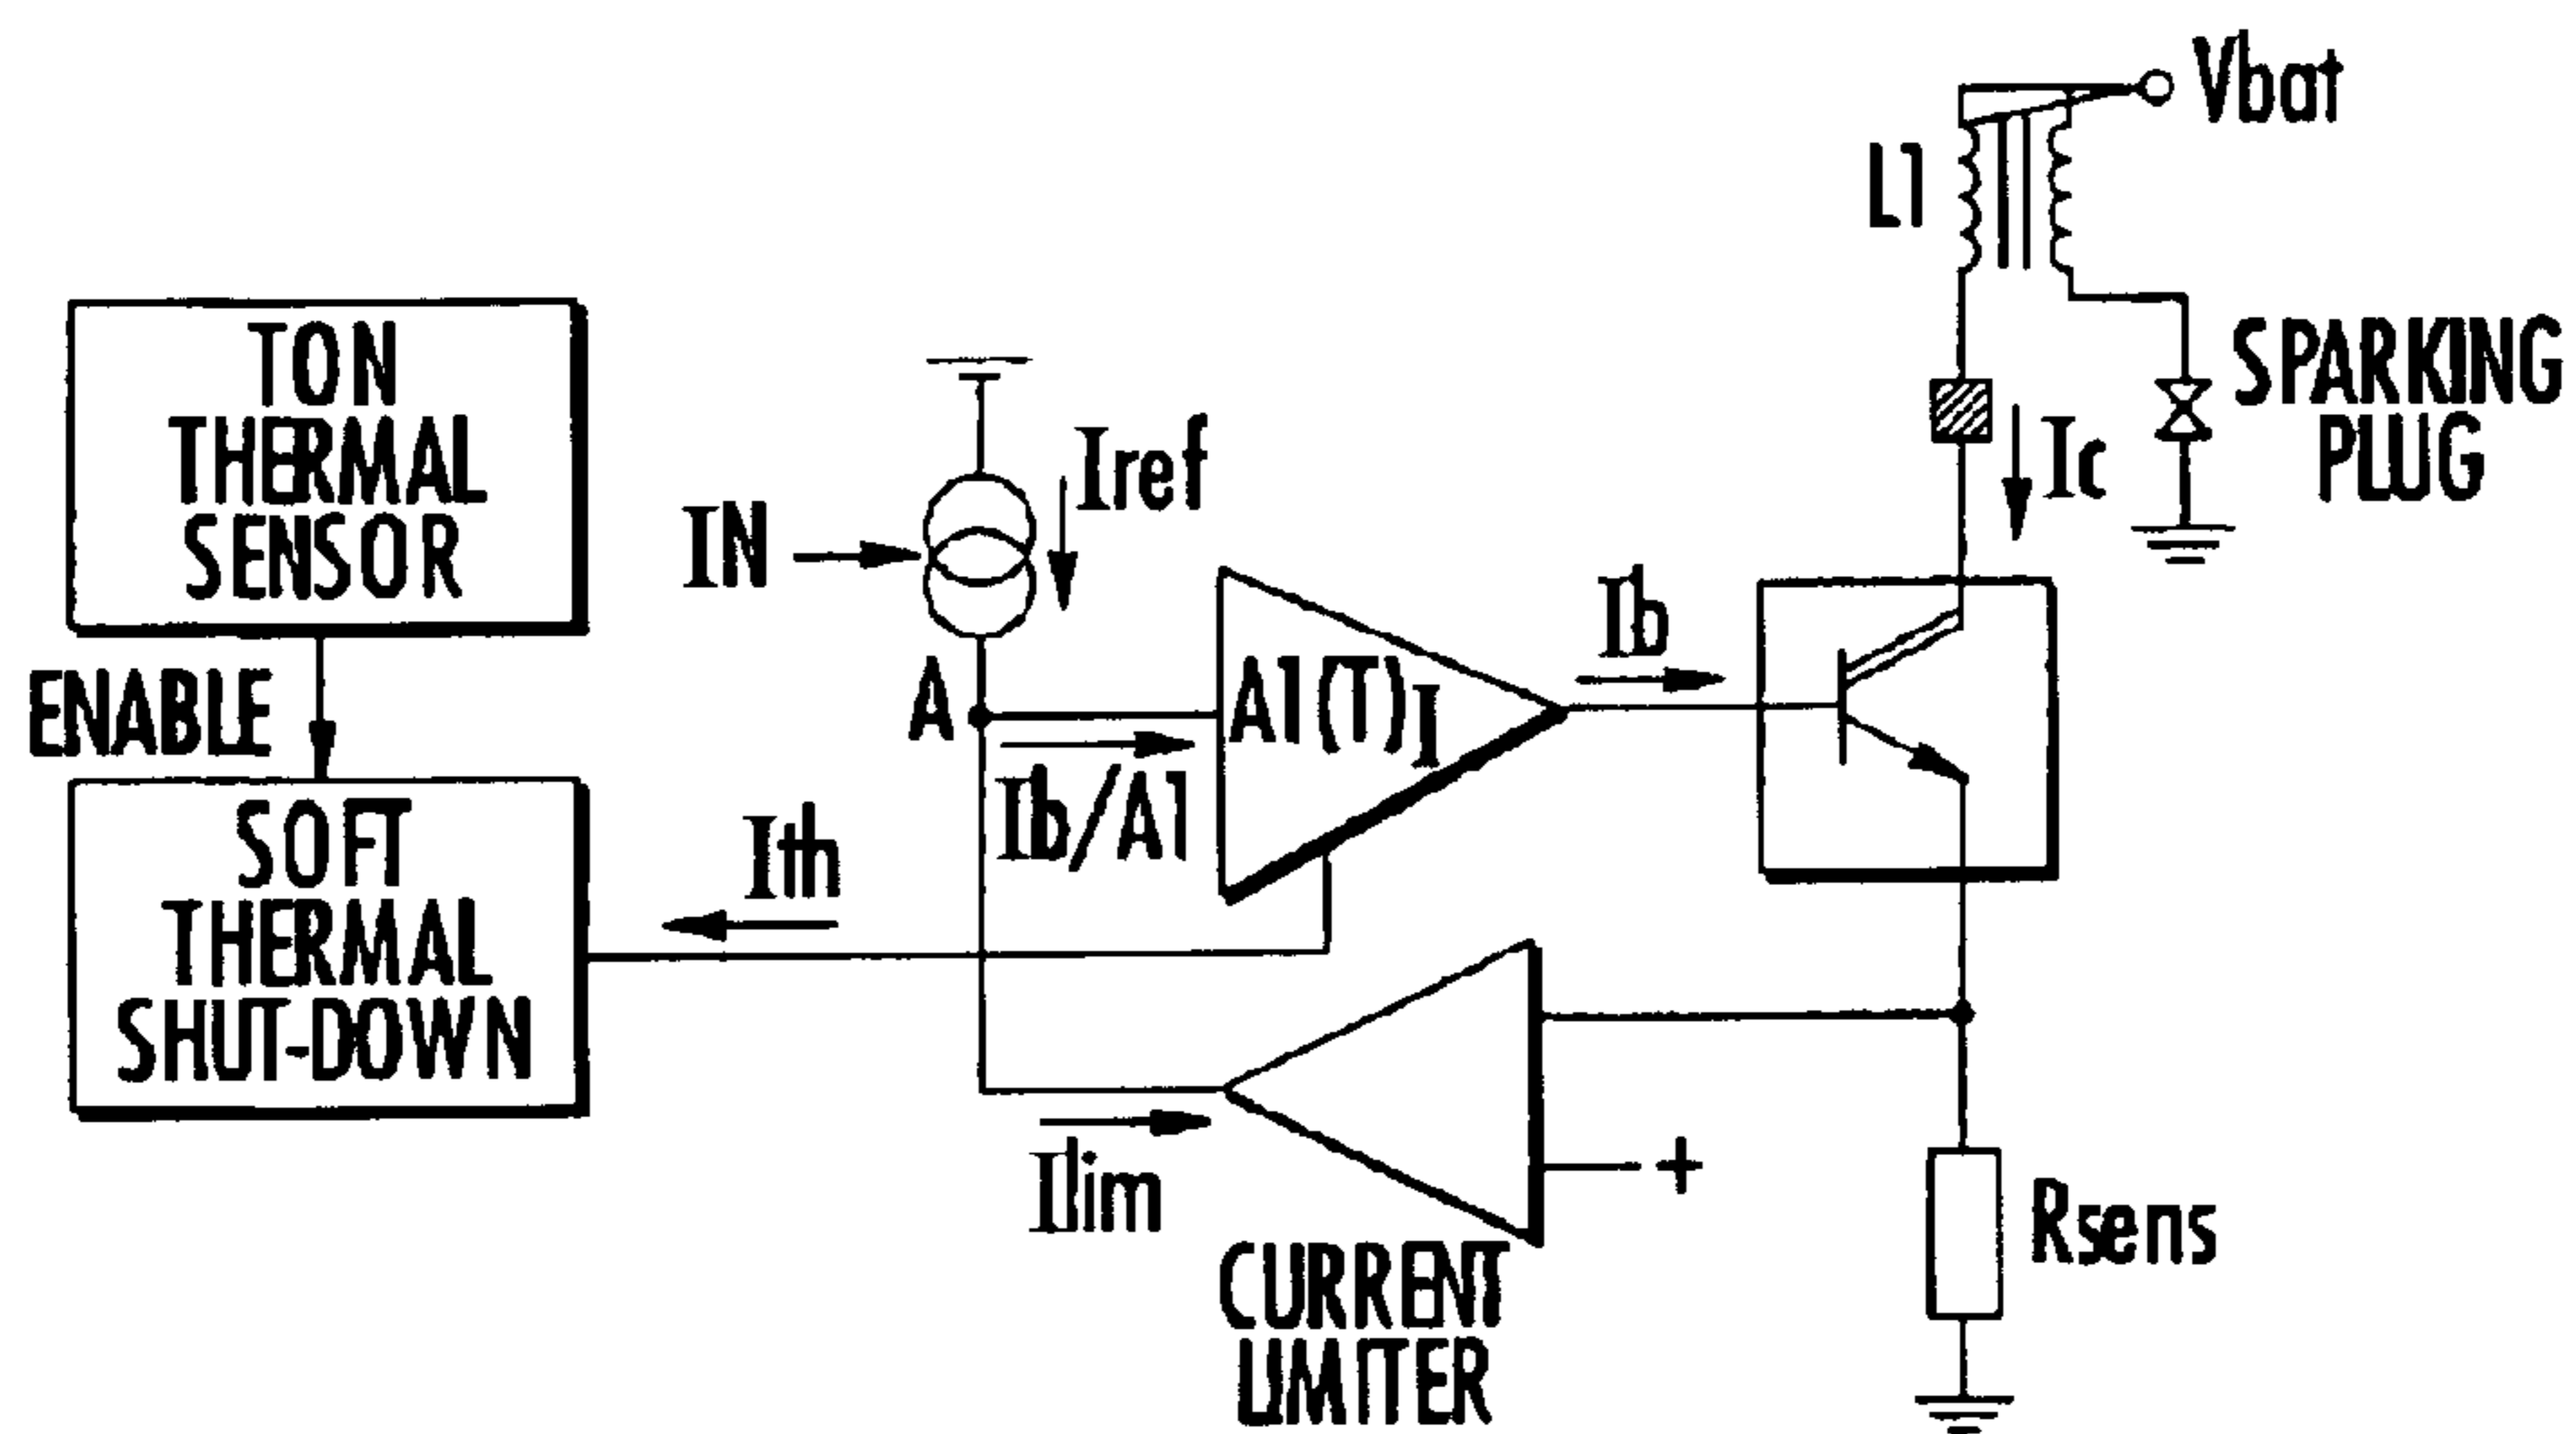 Vbat
L1
TON
THERMAL
SENSOR
SPARKING
PLUG
Iref
Ic
IN
ENABLE
A
A1(T)I
Ib
Ib/A1
SOFT
THERMAL
SHUT-DOWN
Ith
Ilim
+
CURRENT
LIMITER
Rsens